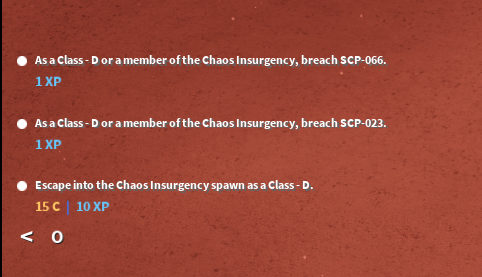 As a Class - D or a member of the Chaos Insurgency, breach SCP-066.
1 XP
As a Class - D or a member of the Chaos Insurgency, breach SCP-023.
1 XP
Escape into the Chaos Insurgency spawn as a Class - D.
15 C | 10 XP
< 0